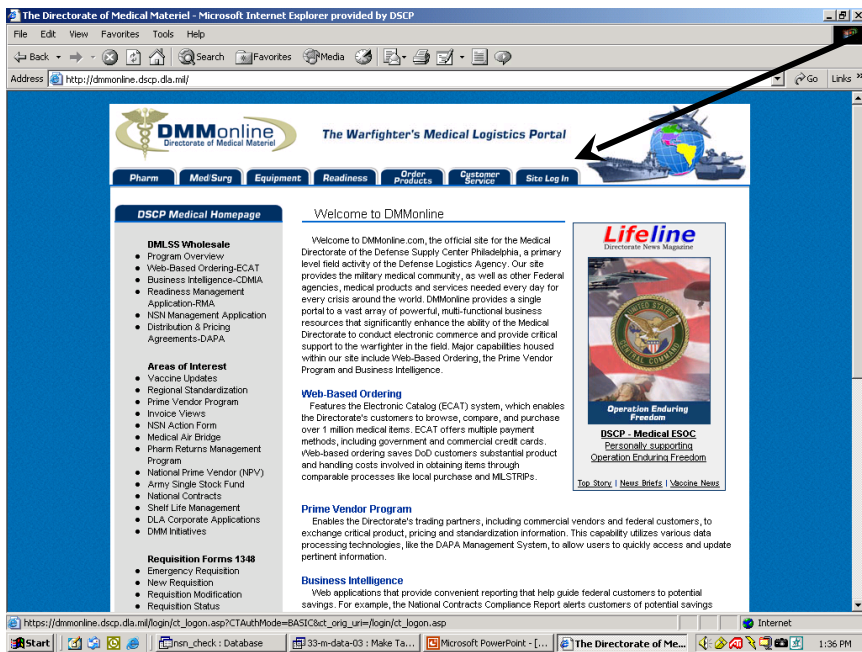 The Directorate of Medical Materiel - Microsoft Internet Explorer provided by DSCP
File Edit View Favorites Tools Help
Back Search Favorites Media
Address http://dmmonline.dscp.dla.mil/ Go Links »
DMMonline
Directorate of Medical Materiel
The Warfighter's Medical Logistics Portal
Pharm Med/Surg Equipment Readiness Order Products Customer Service Site Log In
DSCP Medical Homepage
DMLSS Wholesale
• Program Overview
• Web-Based Ordering-ECAT
• Business Intelligence-CDMIA
• Readiness Management
Application-RMA
• NSN Management Application
• Distribution & Pricing
Agreements-DAPA
Areas of Interest
• Vaccine Updates
• Regional Standardization
• Prime Vendor Program
• Invoice Views
• NSN Action Form
• Medical Air Bridge
• Pharm Returns Management
Program
• National Prime Vendor (NPV)
• Army Single Stock Fund
• National Contracts
• Shelf Life Management
• DLA Corporate Applications
• DMM Initiatives
Requisition Forms 1348
• Emergency Requisition
• New Requisition
• Requisition Modification
• Requisition Status
Welcome to DMMonline
Welcome to DMMonline.com, the official site for the Medical
Directorate of the Defense Supply Center Philadelphia, a primary
level field activity of the Defense Logistics Agency. Our site
provides the military medical community, as well as other Federal
agencies, medical products and services needed every day for
every crisis around the world. DMMonline provides a single
portal to a vast array of powerful, multi-functional business
resources that significantly enhance the ability of the Medical
Directorate to conduct electronic commerce and provide critical
support to the warfighter in the field. Major capabilities housed
within our site include Web-Based Ordering, the Prime Vendor
Program and Business Intelligence.
Web-Based Ordering
Features the Electronic Catalog (ECAT) system, which enables
the Directorate's customers to browse, compare, and purchase
over 1 million medical items. ECAT offers multiple payment
methods, including government and commercial credit cards.
Web-based ordering saves DoD customers substantial product
and handling costs involved in obtaining items through
comparable processes like local purchase and MILSTRIPs.
Prime Vendor Program
Enables the Directorate's trading partners, including commercial vendors and federal customers, to
exchange critical product, pricing and standardization information. This capability utilizes various data
processing technologies, like the DAPA Management System, to allow users to quickly access and update
pertinent information.
Business Intelligence
Web applications that provide convenient reporting that help guide federal customers to potential
savings. For example, the National Contracts Compliance Report alerts customers of potential savings
Lifeline
Directorate News Magazine
UNITED STATES
CENTRAL COMMAND
Operation Enduring
Freedom
DSCP - Medical ESOC
Personally supporting
Operation Enduring Freedom
Top Story | News Briefs | Vaccine News
https://dmmonline.dscp.dla.mil/login/ct_logon.asp?CTAuthMode=BASIC&ct_orig_uri=/login/ct_logon.asp Internet
Start nsn_check : Database 33-m-data-03 : Make Ta... Microsoft PowerPoint - [... The Directorate of Me... 1:36 PM